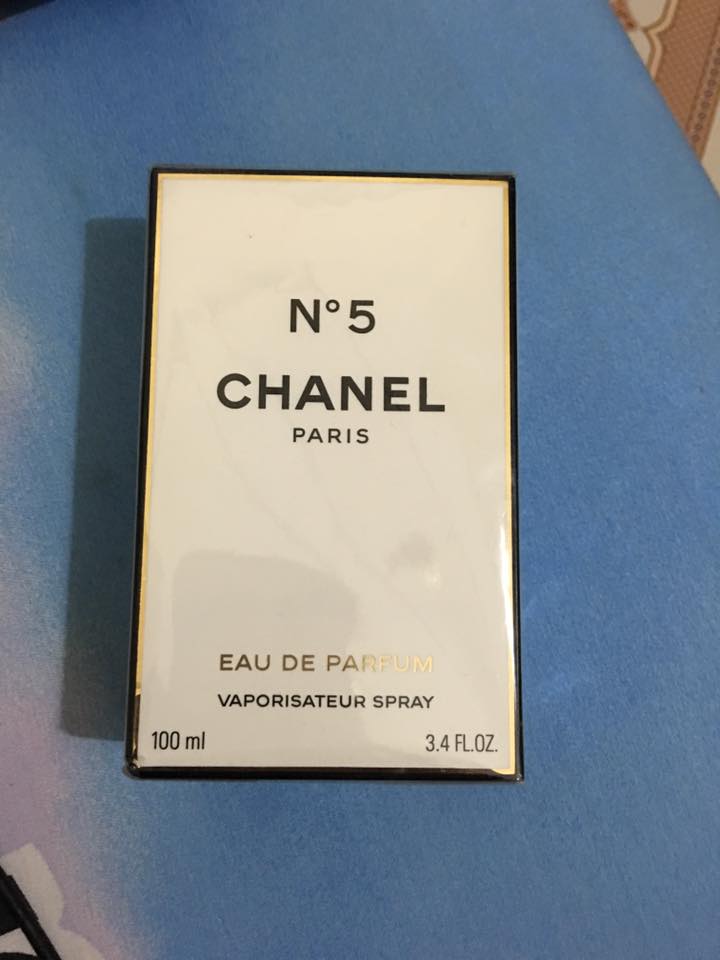 N°5
CHANEL
PARIS
EAU DE PARFUM
VAPORISATEUR SPRAY
100 ml 3.4 FL.OZ.